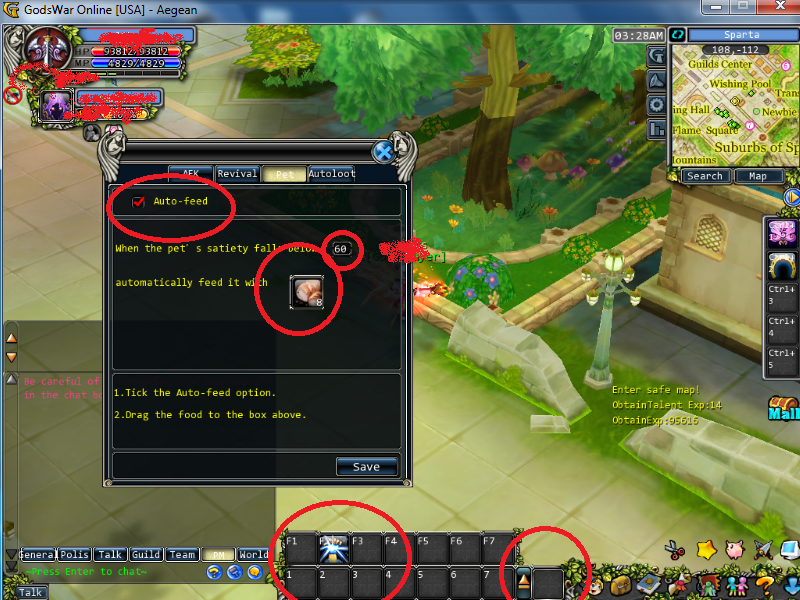 GodsWar Online [USA] - Aegean
HP 93812/93812
MP 4829/4829
03:28AM
Sparta
108,-112
Guilds Center
Wishing Pool
Tran
ing Hall
Newbie
Flame Square
Suburbs of Sp
Mountains
Search
Map
AFK
Revival
Pet
Autoloot
Auto-feed
When the pet's satiety falls below 60
automatically feed it with
8
1.Tick the Auto-feed option.
2.Drag the food to the box above.
Save
Ctrl+
3
Ctrl+
4
Ctrl+
5
Mall
Be careful of
in the chat bo
Enter safe map!
ObtainTalent Exp:14
ObtainExp:95615
General Polis Talk Guild Team PM World
~Press Enter to chat~
Talk
F1 F3 F4 F5 F6 F7
1 2 3 4 5 6 7